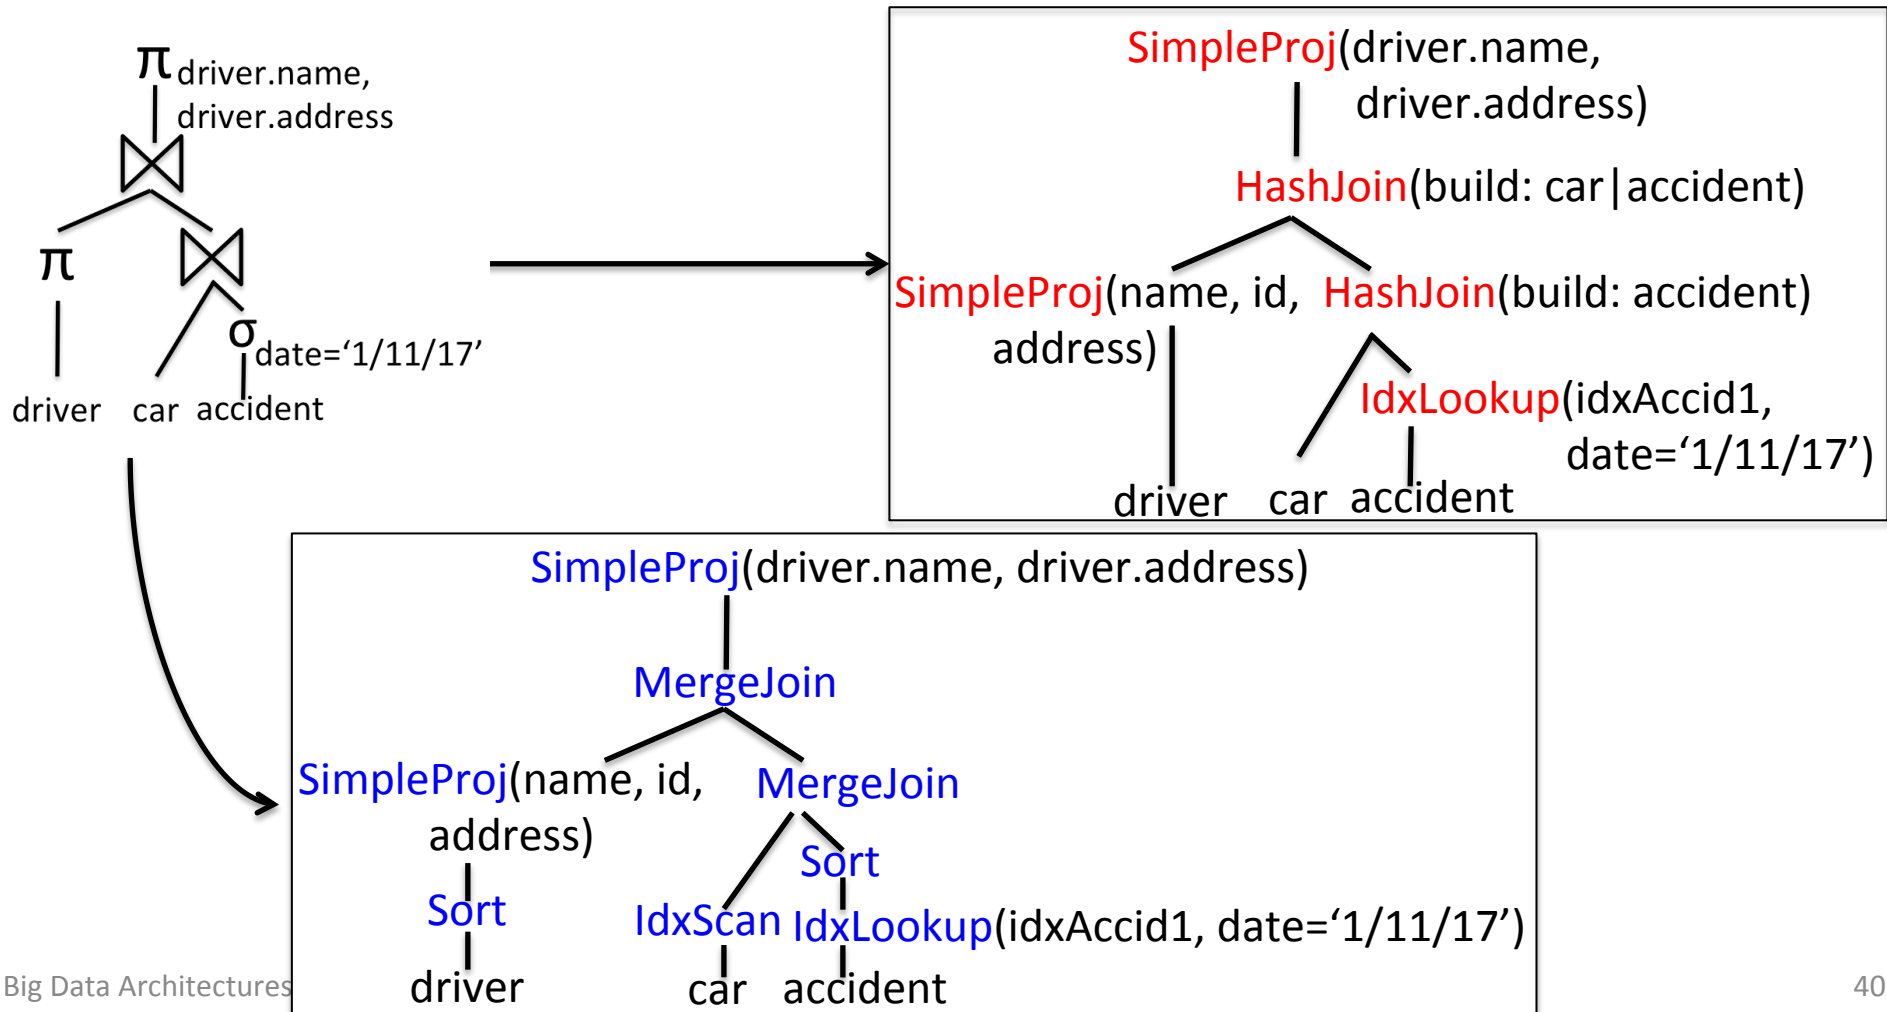 π driver.name,
driver.address
π
σ date=‘1/11/17’
driver car accident
SimpleProj(driver.name,
driver.address)
HashJoin(build: car|accident)
SimpleProj(name, id, HashJoin(build: accident)
address)
IdxLookup(idxAccid1,
date=‘1/11/17’)
driver car accident
SimpleProj(driver.name, driver.address)
MergeJoin
SimpleProj(name, id, MergeJoin
address)
Sort
Sort IdxScan IdxLookup(idxAccid1, date=‘1/11/17’)
driver car accident
Big Data Architectures 40